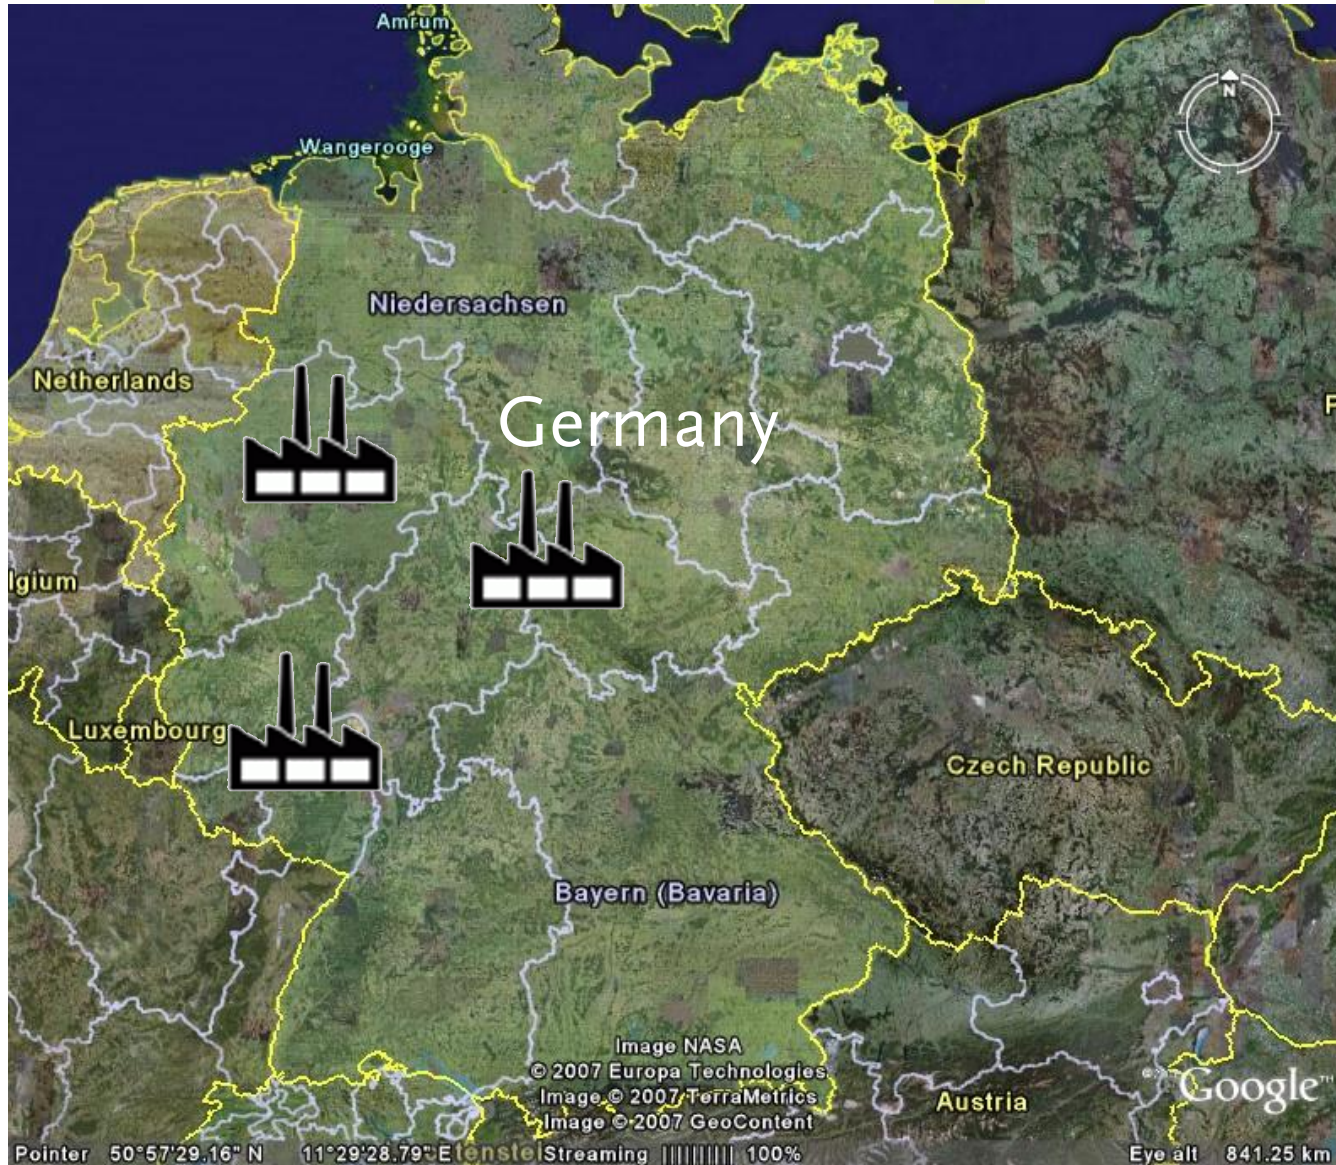 Amrum
N
Wangerooge
Niedersachsen
Netherlands
Germany
lgium
Luxembourg
Czech Republic
Bayern (Bavaria)
Image NASA
© 2007 Europa Technologies
Image © 2007 TerraMetrics
Image © 2007 GeoContent
Google™
Austria
Pointer 50°57'29.16" N 11°29'28.79" E Streaming |||||||||| 100% Eye alt 841.25 km